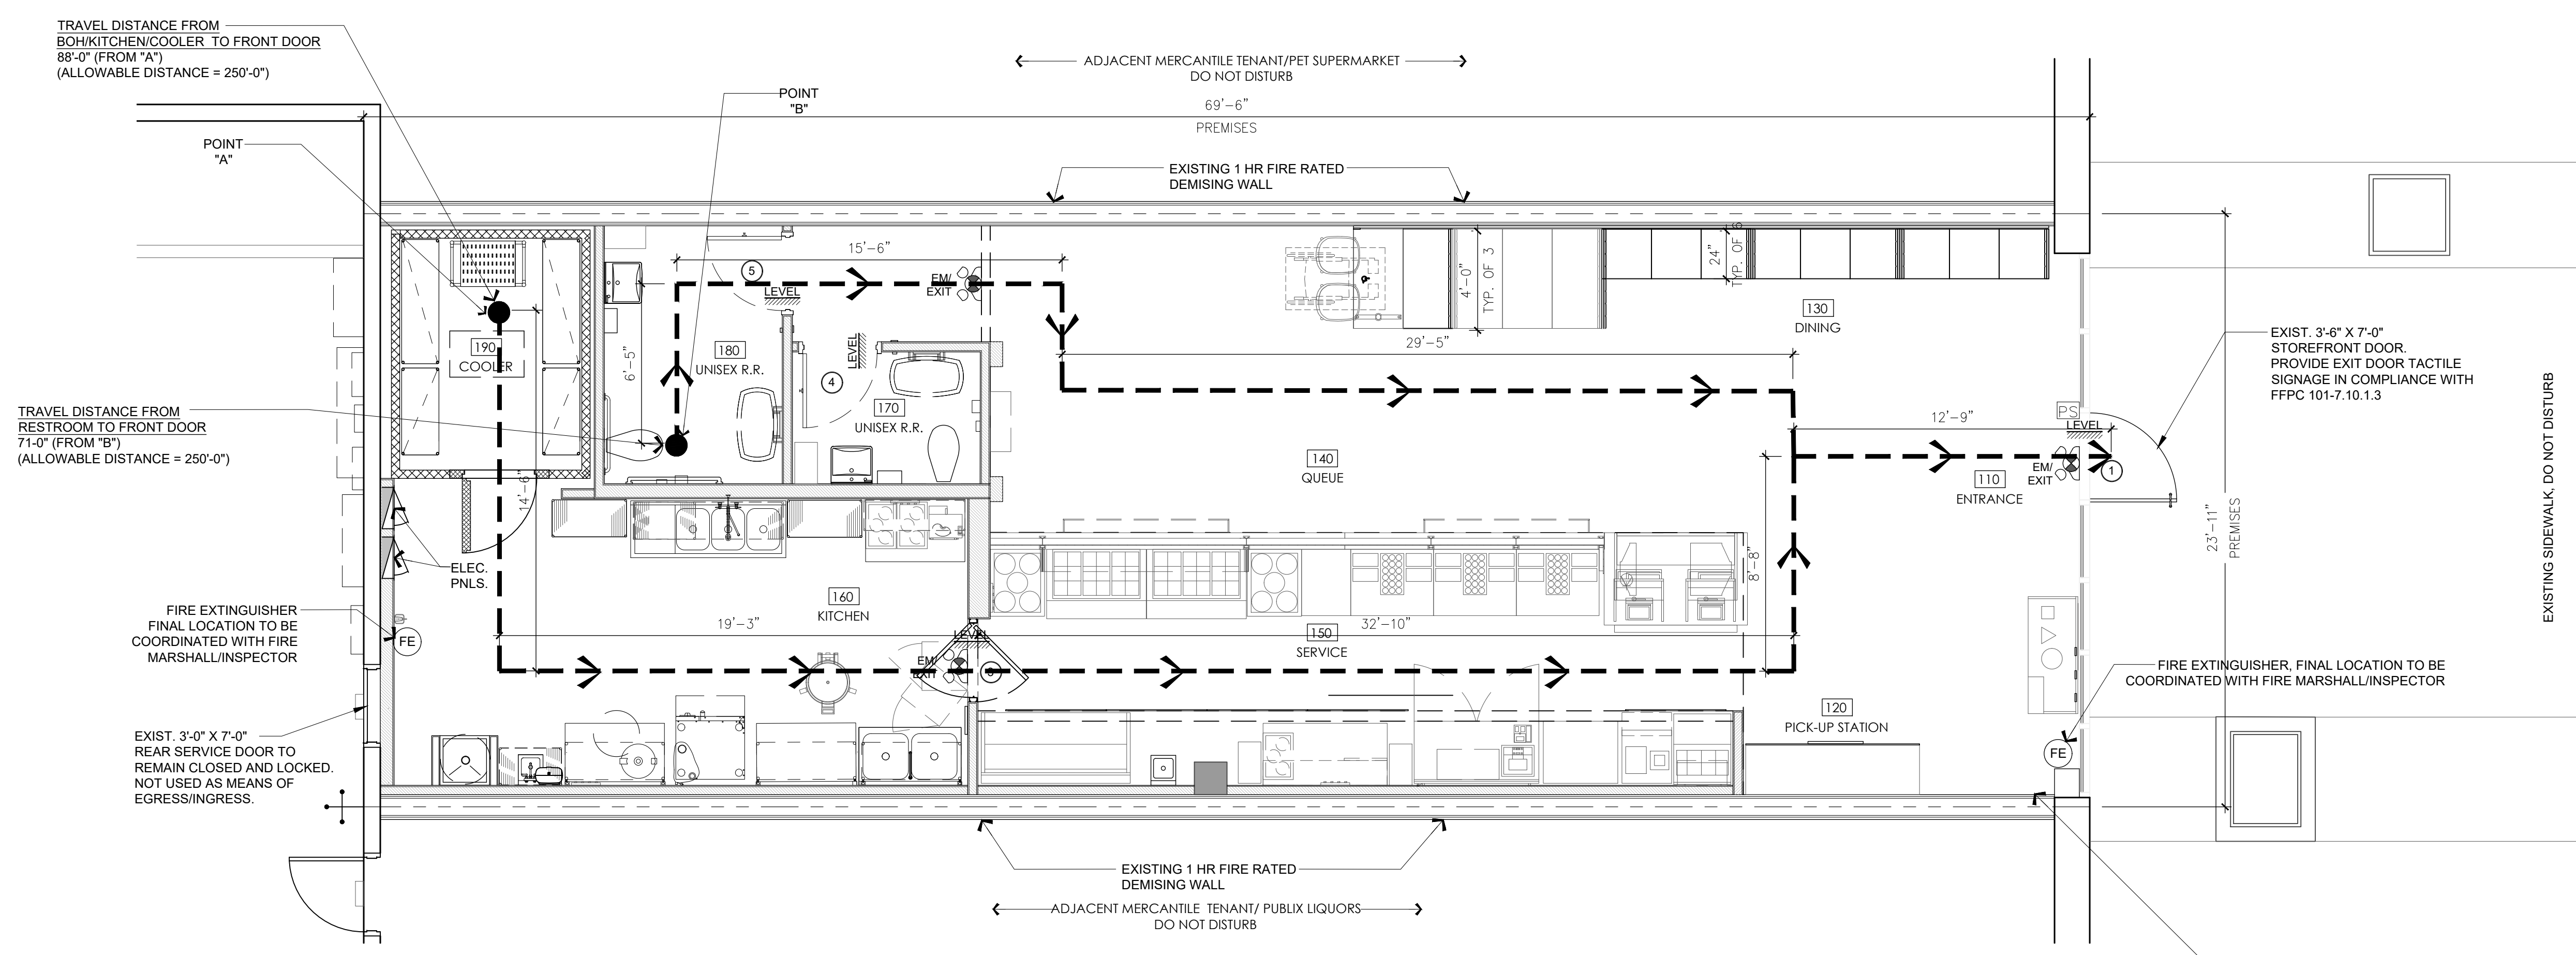 TRAVEL DISTANCE FROM
BOH/KITCHEN/COOLER TO FRONT DOOR
88'-0" (FROM "A")
(ALLOWABLE DISTANCE = 250'-0")
ADJACENT MERCANTILE TENANT/PET SUPERMARKET
DO NOT DISTURB
POINT
"B"
69'-6"
PREMISES
POINT
"A"
EXISTING 1 HR FIRE RATED
DEMISING WALL
15'-6"
5
LEVEL
EM/
EXIT
4'-0"
TYP. OF 3
24"
TYP. OF 6
130
DINING
190
COOLER
6'-5"
180
UNISEX R.R.
LEVEL
4
170
UNISEX R.R.
29'-5"
EXIST. 3'-6" X 7'-0"
STOREFRONT DOOR.
PROVIDE EXIT DOOR TACTILE
SIGNAGE IN COMPLIANCE WITH
FFPC 101-7.10.1.3
TRAVEL DISTANCE FROM
RESTROOM TO FRONT DOOR
71-0" (FROM "B")
(ALLOWABLE DISTANCE = 250'-0")
PS
12'-9"
LEVEL
EM/
EXIT
1
140
QUEUE
110
ENTRANCE
14'-6"
23'-11"
PREMISES
EXISTING SIDEWALK, DO NOT DISTURB
ELEC.
PNLS.
8'-8"
160
KITCHEN
FIRE EXTINGUISHER
FINAL LOCATION TO BE
COORDINATED WITH FIRE
MARSHALL/INSPECTOR
FE
19'-3"
LEVEL
32'-10"
150
SERVICE
EM/
EXIT
FIRE EXTINGUISHER, FINAL LOCATION TO BE
COORDINATED WITH FIRE MARSHALL/INSPECTOR
120
PICK-UP STATION
FE
EXIST. 3'-0" X 7'-0"
REAR SERVICE DOOR TO
REMAIN CLOSED AND LOCKED.
NOT USED AS MEANS OF
EGRESS/INGRESS.
EXISTING 1 HR FIRE RATED
DEMISING WALL
ADJACENT MERCANTILE TENANT/ PUBLIX LIQUORS
DO NOT DISTURB